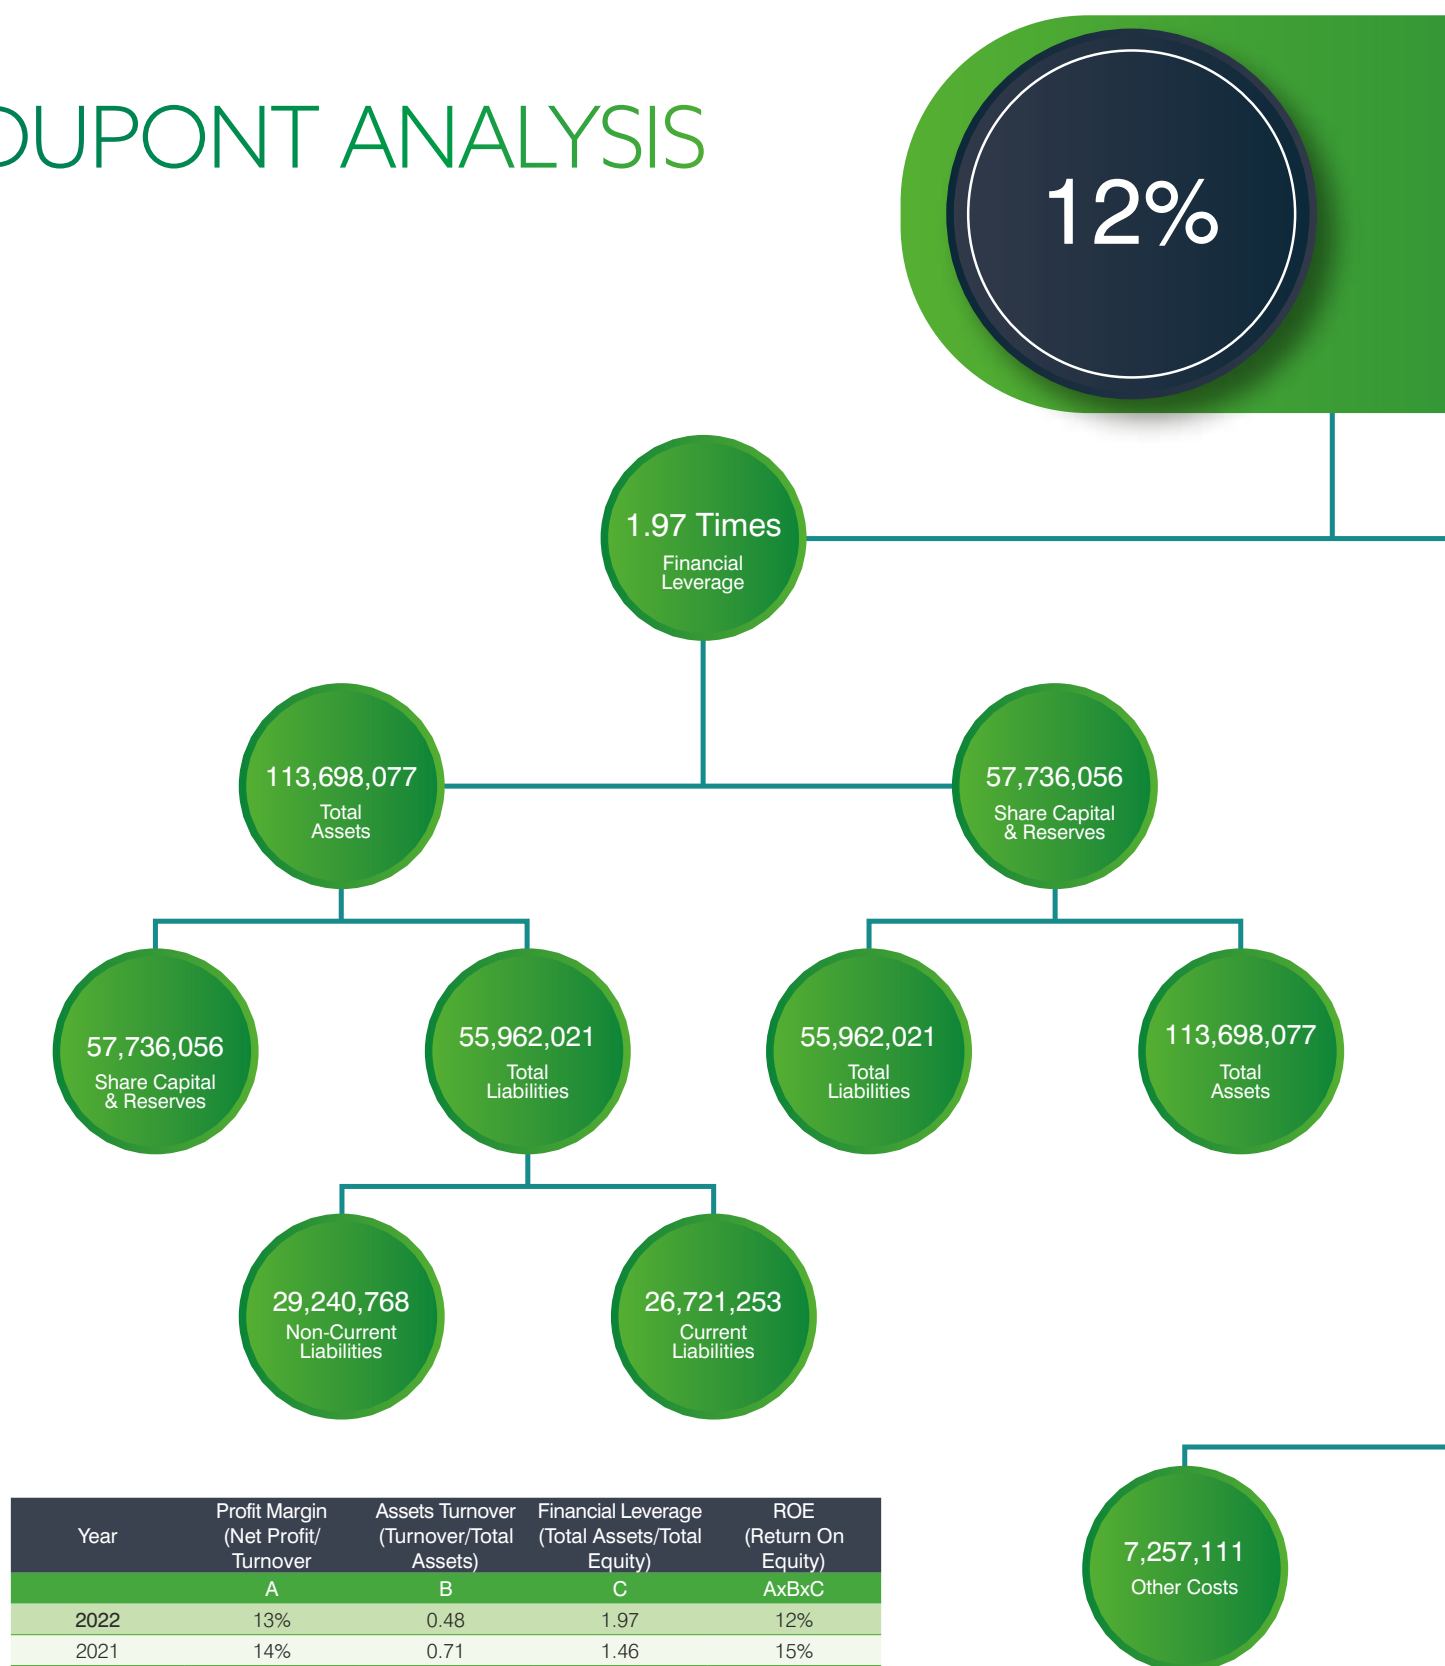 DUPONT ANALYSIS
12%
1.97 Times
Financial
Leverage
113,698,077
Total
Assets
57,736,056
Share Capital
& Reserves
57,736,056
Share Capital
& Reserves
55,962,021
Total
Liabilities
55,962,021
Total
Liabilities
113,698,077
Total
Assets
29,240,768
Non-Current
Liabilities
26,721,253
Current
Liabilities
7,257,111
Other Costs
Year
Profit Margin
(Net Profit/
Turnover
Assets Turnover
(Turnover/Total
Assets)
Financial Leverage
(Total Assets/Total
Equity)
ROE
(Return On
Equity)
A B C AxBxC
2022 13% 0.48 1.97 12%
2021 14% 0.71 1.46 15%